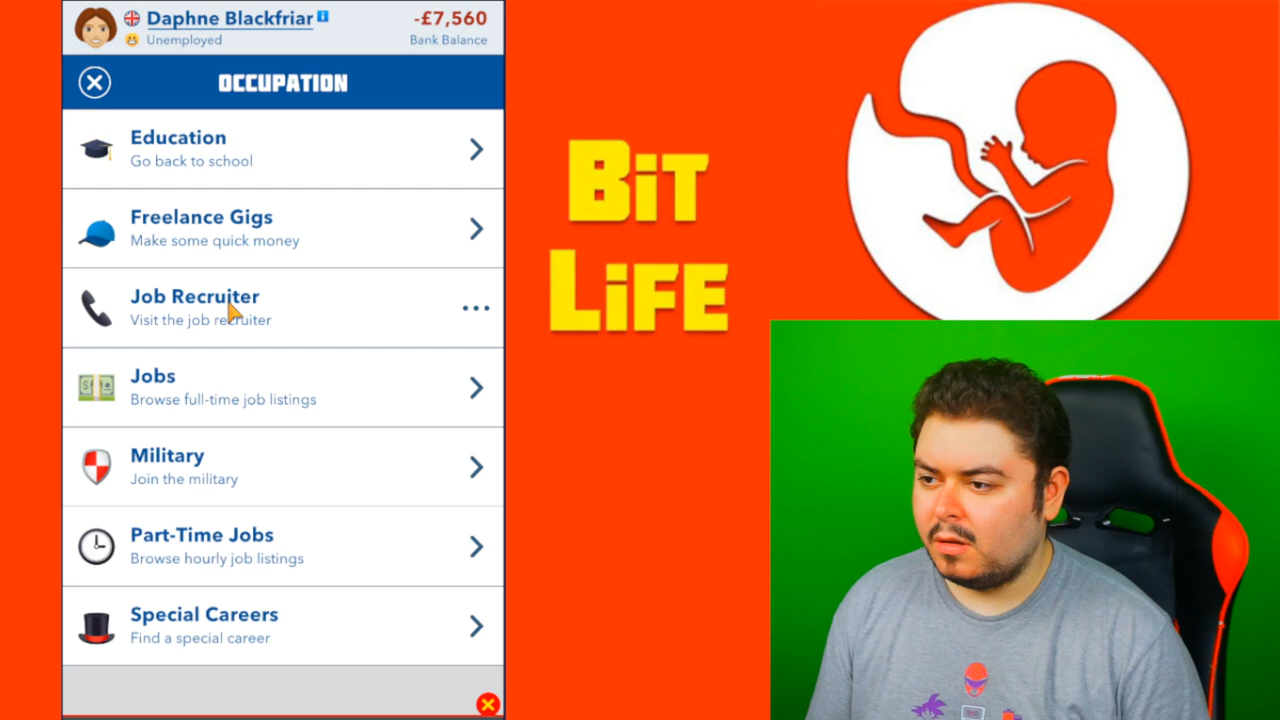 Daphne Blackfriar
-£7,560
Unemployed
Bank Balance
OCCUPATION
Education
Go back to school
Freelance Gigs
Make some quick money
Job Recruiter
Visit the job recruiter
Jobs
Browse full-time job listings
Military
Join the military
Part-Time Jobs
Browse hourly job listings
Special Careers
Find a special career
BiT
LiFE